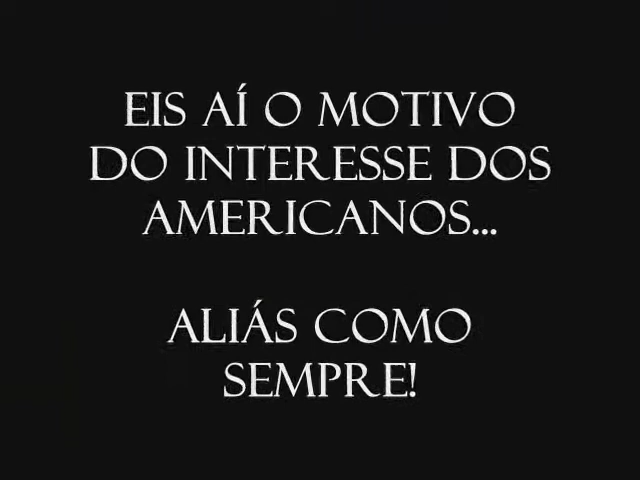 EIS AÍ O MOTIVO
DO INTERESSE DOS
AMERICANOS...
ALIÁS COMO
SEMPRE!